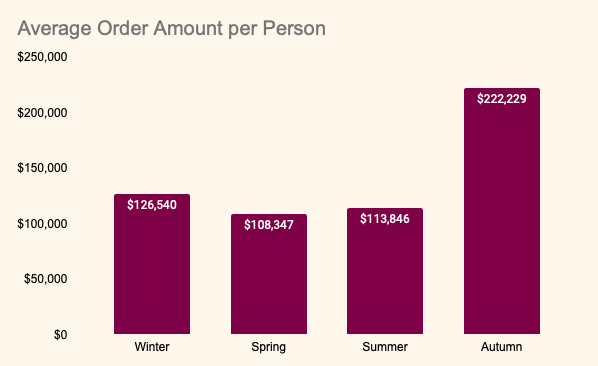 Average Order Amount per Person
$250,000
$200,000
$150,000
$100,000
$50,000
$0
$126,540
$108,347
$113,846
$222,229
Winter
Spring
Summer
Autumn